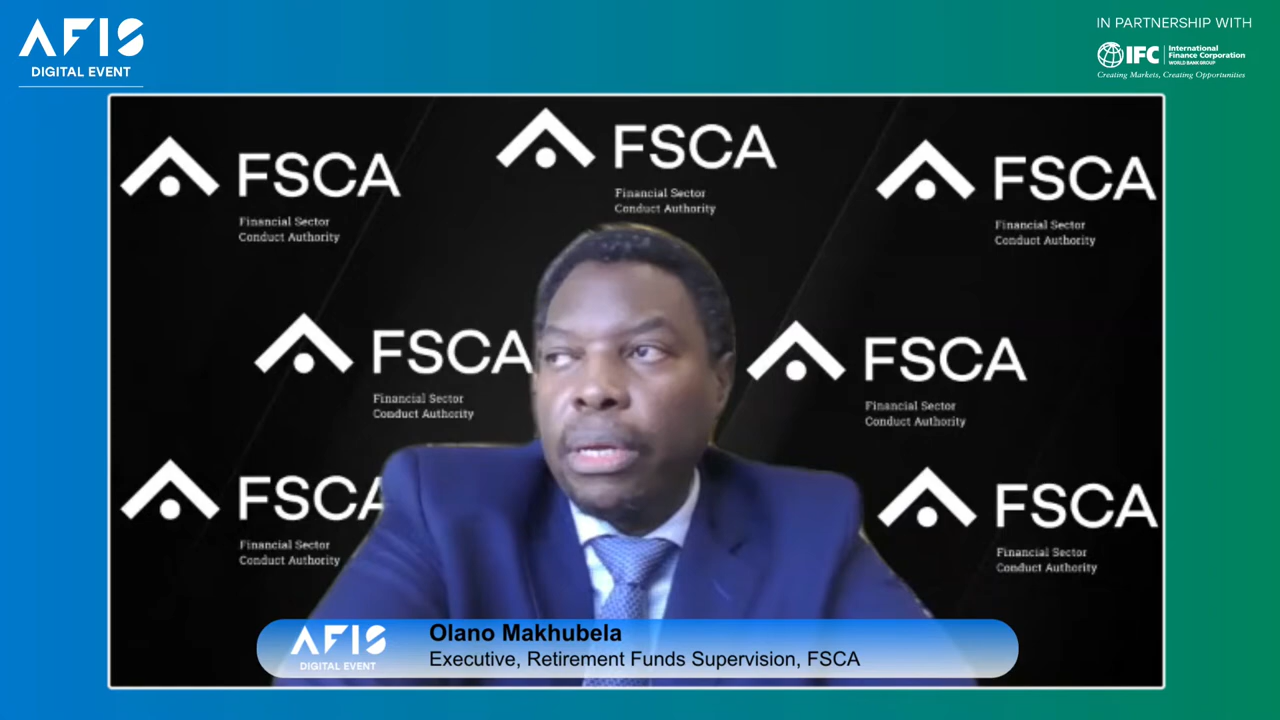 AFIS
DIGITAL EVENT
IN PARTNERSHIP WITH
IFC
International
Finance Corporation
WORLD BANK GROUP
Creating Markets, Creating Opportunities
FSCA
Financial Sector
Conduct Authority
FSCA
Financial Sector
Conduct Authority
FSCA
Financial Sector
Conduct Authority
FSCA
Financial Sector
Conduct Authority
FSCA
Financial Sector
Conduct Authority
FSCA
Financial Sector
Conduct Authority
FSCA
Financial Sector
Conduct Authority
AFIS
DIGITAL EVENT
Olano Makhubela
Executive, Retirement Funds Supervision, FSCA